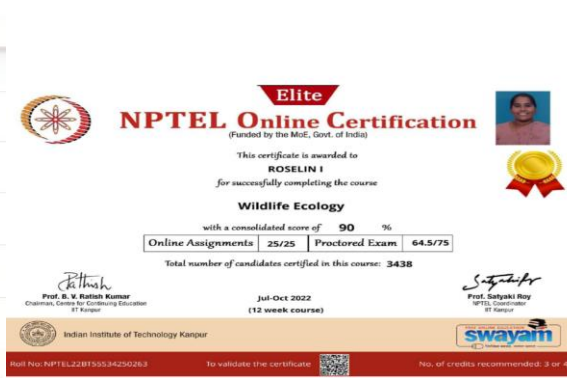 Elite
NPTEL Online Certification
(Funded by the MoE, Govt. of India)
This certificate is awarded to
ROSELIN I
for successfully completing the course
Wildlife Ecology
with a consolidated score of 90 %
Online Assignments 25/25 Proctored Exam 64.5/75
Total number of candidates certified in this course: 3438
Prof. B. V. Ratish Kumar
Chairman, Centre for Continuing Education
IIT Kanpur
Jul-Oct 2022
(12 week course)
Prof. Satyaki Roy
NPTEL Coordinator
IIT Kanpur
Indian Institute of Technology Kanpur
swayam
Roll No: NPTEL22BT55S34250263
To validate the certificate
No. of credits recommended: 3 or 4